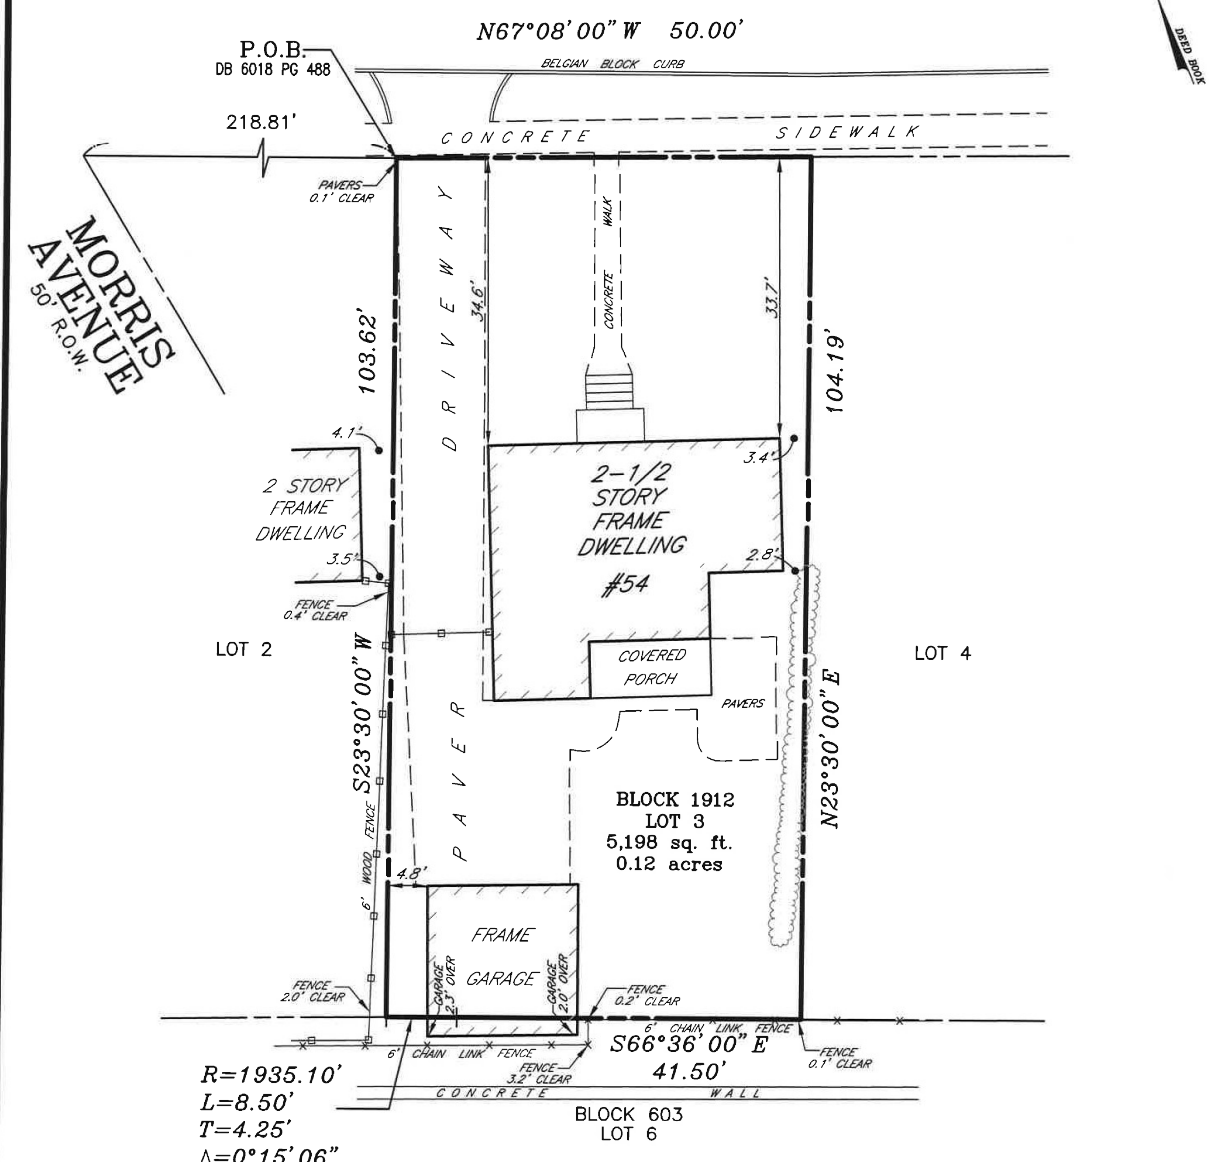 N67°08'00" W 50.00'
P.O.B.
DB 6018 PG 488
BELGIAN BLOCK CURB
DEED BOOK
218.81'
CONCRETE SIDEWALK
PAVERS
0.1' CLEAR
MORRIS
AVENUE
50' R.O.W.
103.62'
DRIVEWAY
34.6'
CONCRETE WALK
33.7'
104.19'
4.1'
3.4'
2 STORY
FRAME
DWELLING
2-1/2
STORY
FRAME
DWELLING
#54
3.5'
2.8'
FENCE
0.4' CLEAR
LOT 2
LOT 4
COVERED
PORCH
PAVERS
S23°30'00" W
N23°30'00" E
PAVER
6' WOOD FENCE
BLOCK 1912
LOT 3
5,198 sq. ft.
0.12 acres
4.8'
FRAME
GARAGE
GARAGE
2.3' OVER
GARAGE
2.0' OVER
FENCE
2.0' CLEAR
FENCE
0.2' CLEAR
6' CHAIN LINK FENCE
S66°36'00" E
41.50'
6' CHAIN LINK FENCE
FENCE
3.2' CLEAR
FENCE
0.1' CLEAR
R=1935.10'
L=8.50'
T=4.25'
Δ=0°15'06"
CONCRETE WALL
BLOCK 603
LOT 6